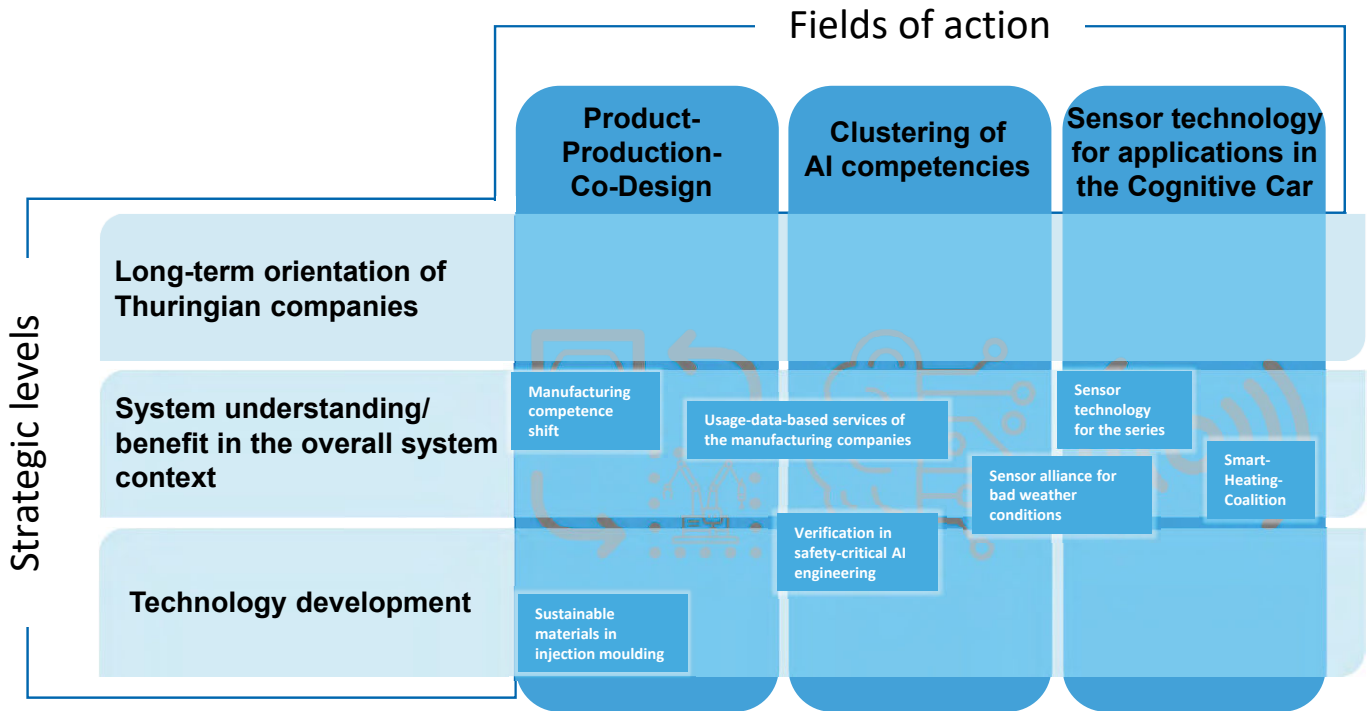 Fields of action
Product-
Production-
Co-Design
Clustering of
AI competencies
Sensor technology
for applications in
the Cognitive Car
Strategic levels
Long-term orientation of
Thuringian companies
System understanding/
benefit in the overall system
context
Manufacturing
competence
shift
Usage-data-based services of
the manufacturing companies
Sensor
technology
for the series
Sensor alliance for
bad weather
conditions
Smart-
Heating-
Coalition
Technology development
Verification in
safety-critical AI
engineering
Sustainable
materials in
injection moulding